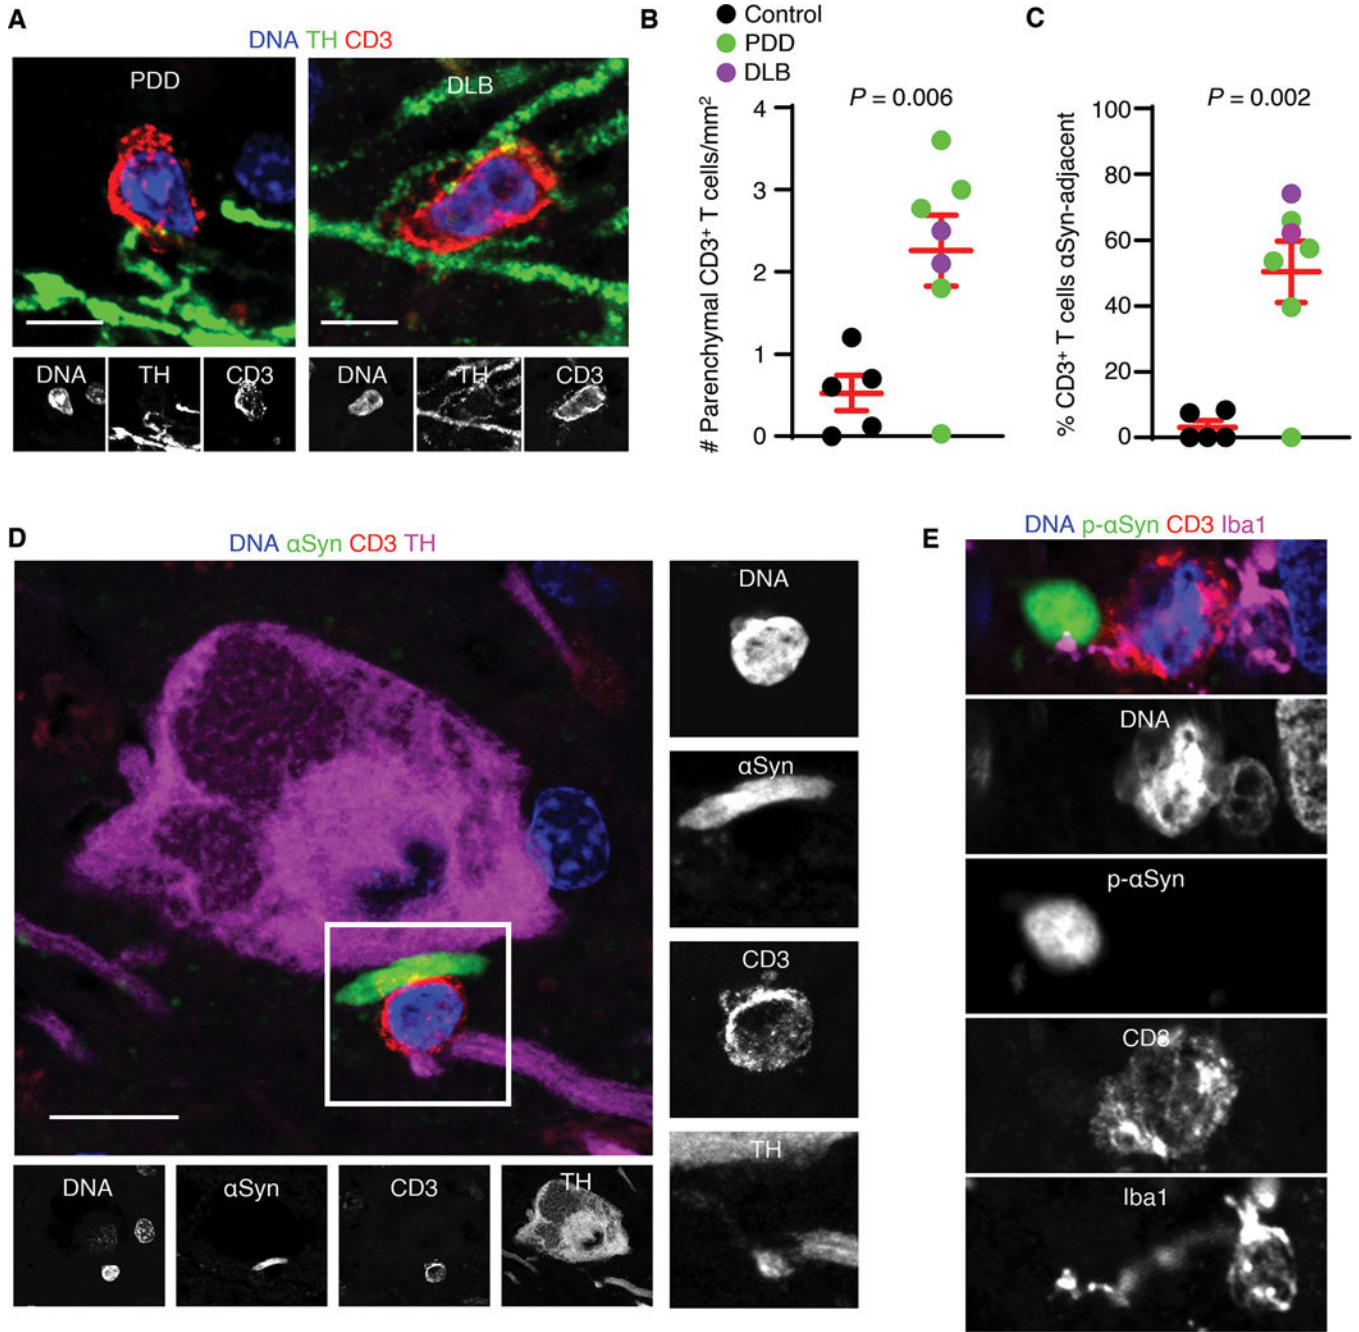 A
DNA TH CD3
PDD
DLB
DNA
TH
CD3
DNA
TH
CD3
B
Control
PDD
DLB
P = 0.006
# Parenchymal CD3⁺ T cells/mm²
4
3
2
1
0
C
P = 0.002
% CD3⁺ T cells αSyn-adjacent
100
80
60
40
20
0
D
DNA αSyn CD3 TH
DNA
αSyn
CD3
TH
DNA
αSyn
CD3
TH
E
DNA p-αSyn CD3 Iba1
DNA
p-αSyn
CD3
Iba1